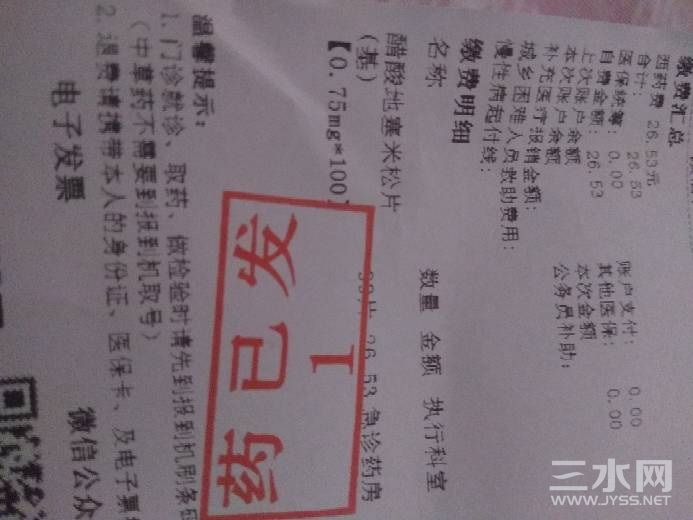 缴费汇总
西药费 26.53元
合计: 26.53
医保统筹: 0.00 账户支付: 0.00
自费金额: 26.53 其他医保: 0.00
上次账户余额 本次金额
本次账户余额 公务员补助:
补充医疗报销金额:
城乡困难人员救助费用:
慢性病起付线:
缴费明细
名称 数量 金额 执行科室
醋酸地塞米松片 26.53 急诊药房
(基)
【0.75mg*100
药已发
1
温馨提示:
1.门诊就诊、取药、做检验时请先到报到机刷条
(中草药不需要到报到机取号)
2.退费请携带本人的身份证、医保卡、及电子票
电子发票 微信公众
三水网
WWW.JYSS.NET